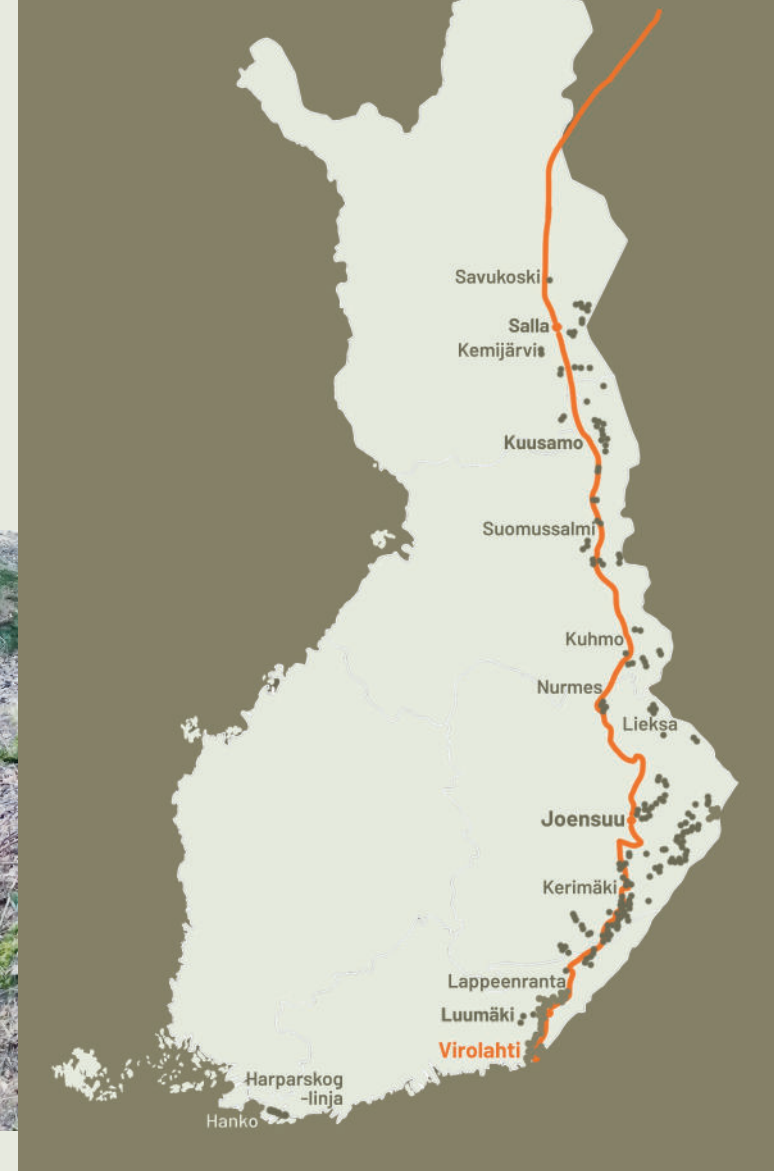 Savukoski
Salla
Kemijärvi
Kuusamo
Suomussalmi
Kuhmo
Nurmes
Lieksa
Joensuu
Kerimäki
Lappeenranta
Luumäki
Virolahti
Harparskog
-linja
Hanko